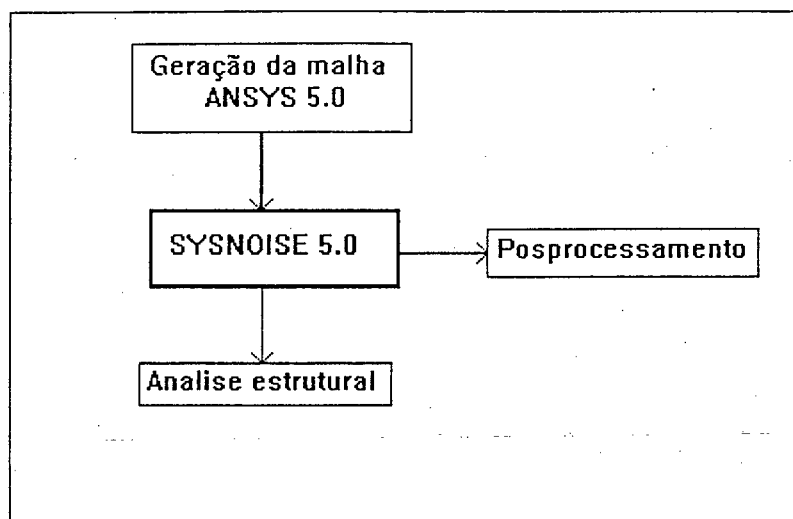 Geração da malha
ANSYS 5.0
SYSNOISE 5.0
Posprocessamento
Analise estrutural